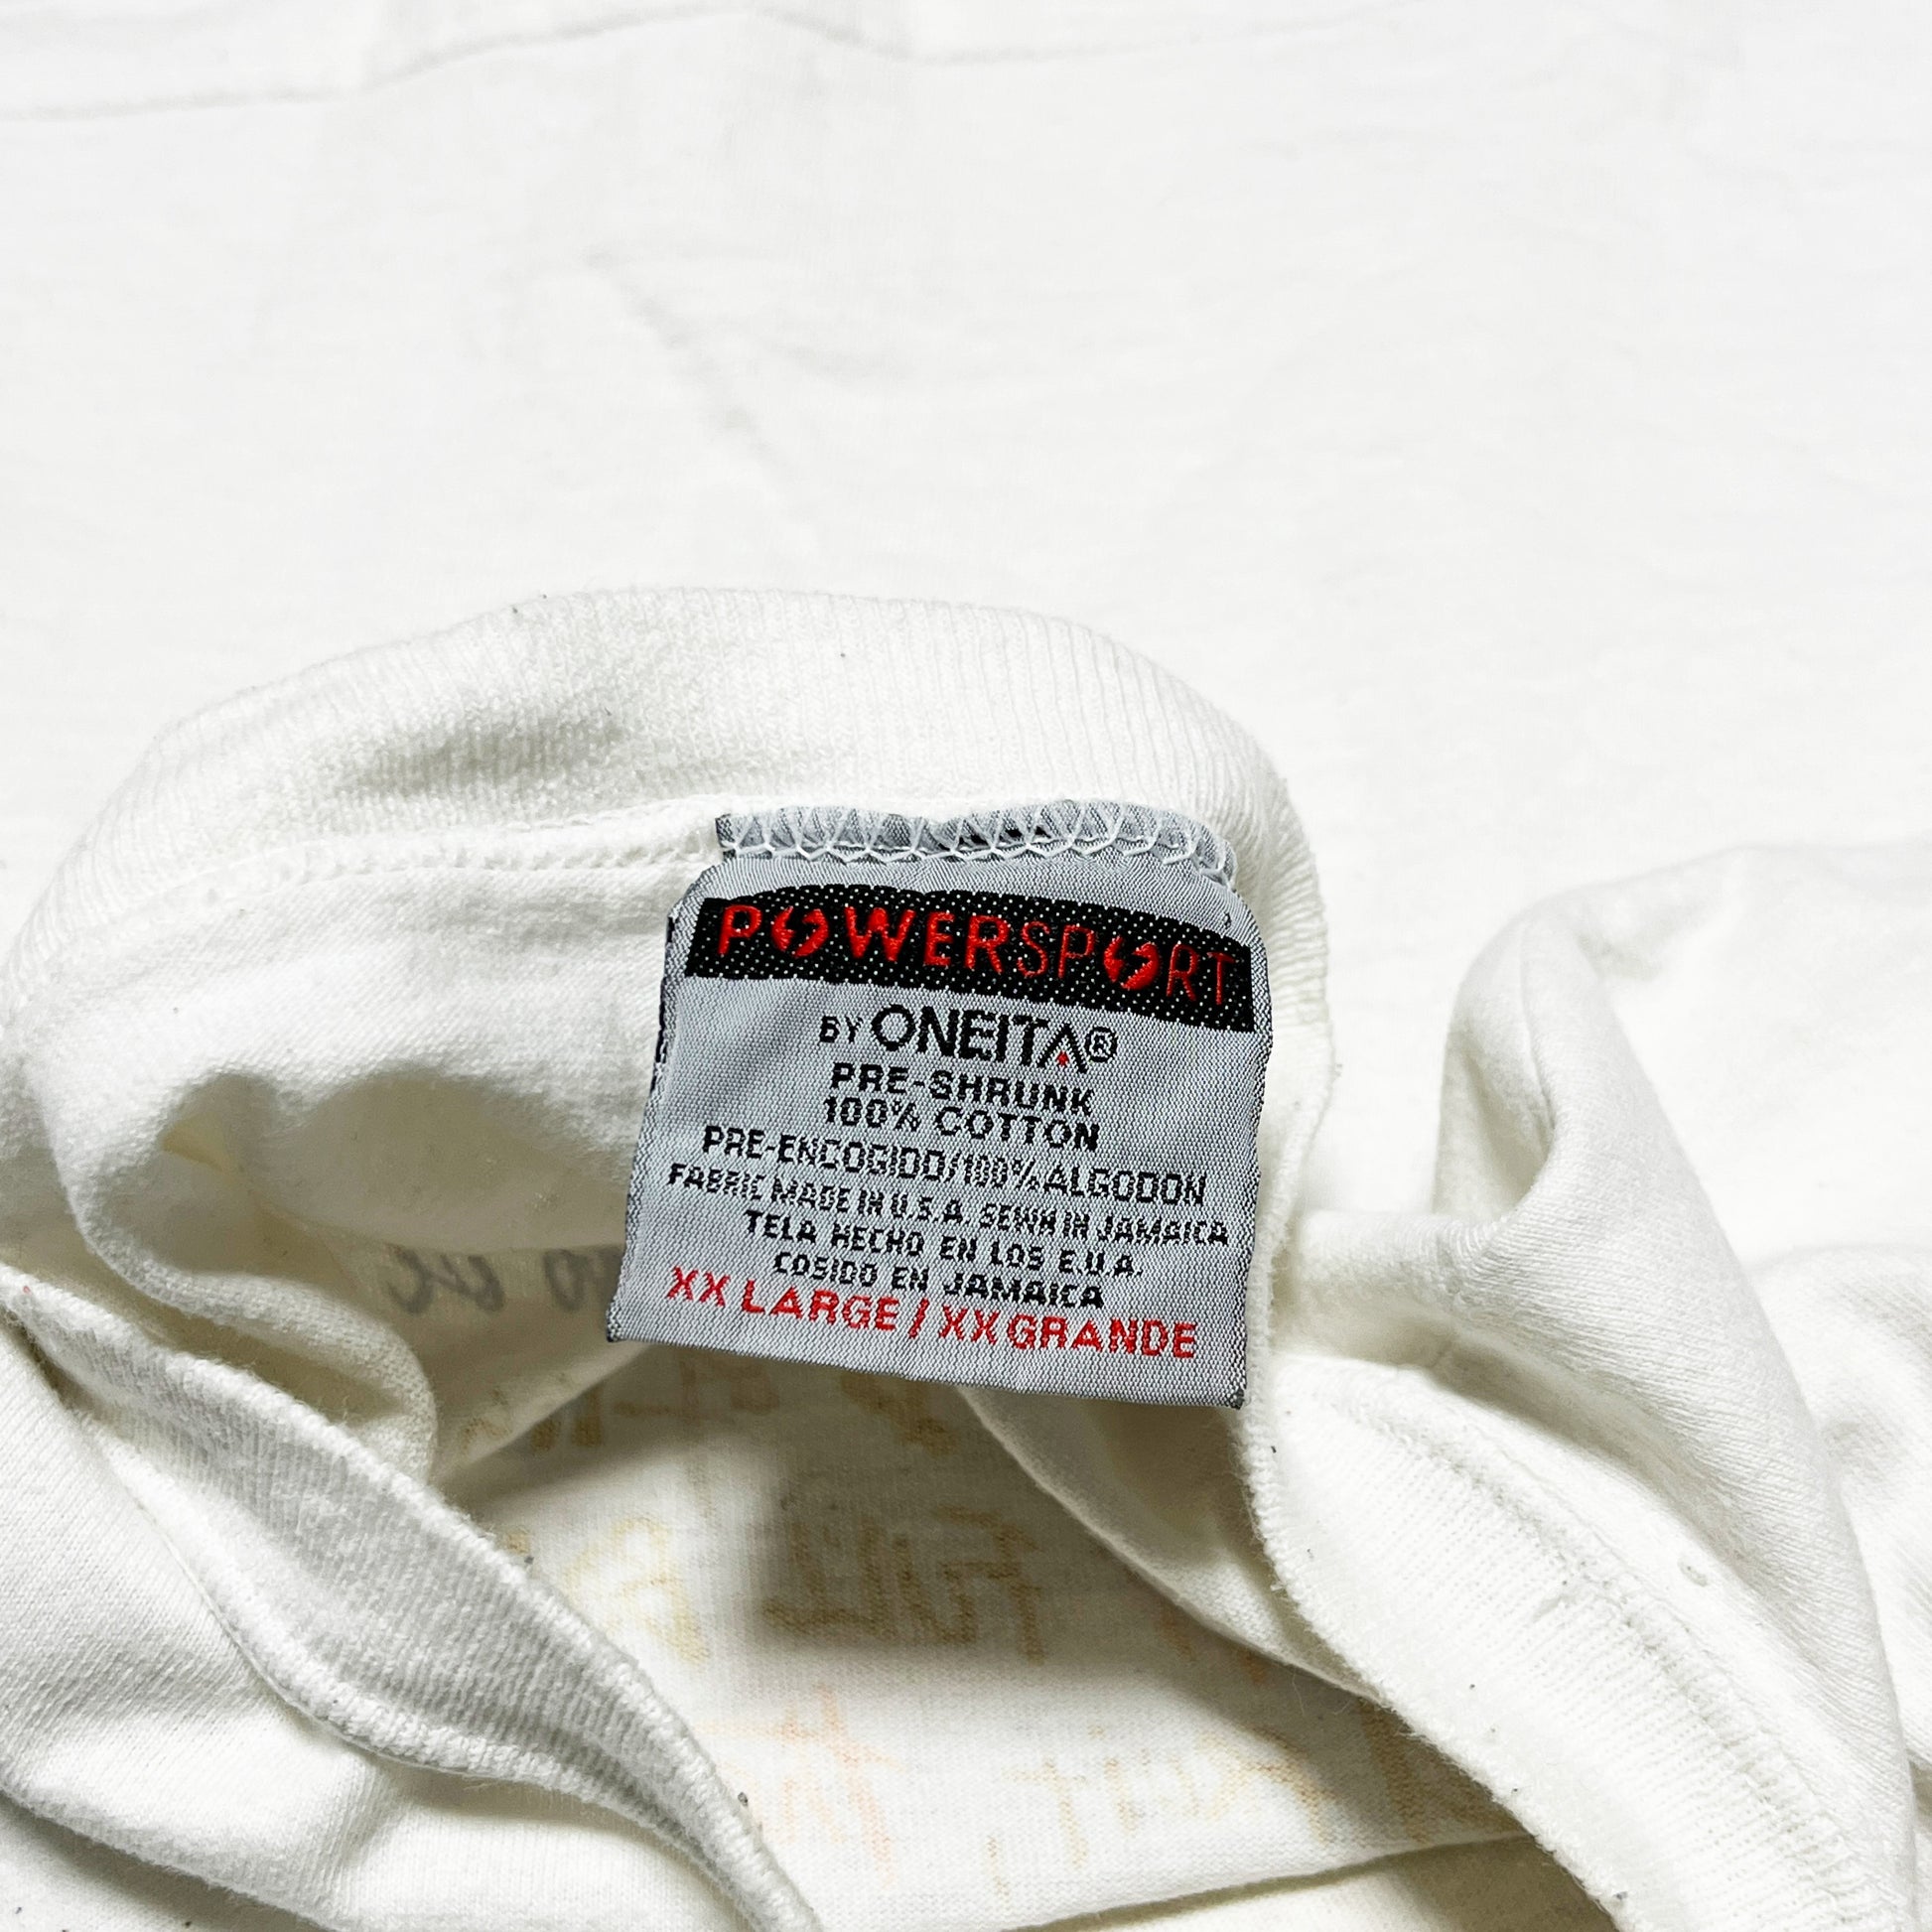 POWERSPORT
BY ONEITA®
PRE-SHRUNK
100% COTTON
PRE-ENCOGIDO/100% ALGODON
FABRIC MADE IN U.S.A. SEWN IN JAMAICA
TELA HECHO EN LOS E.U.A.
COSIDO EN JAMAICA
XX LARGE / XX GRANDE